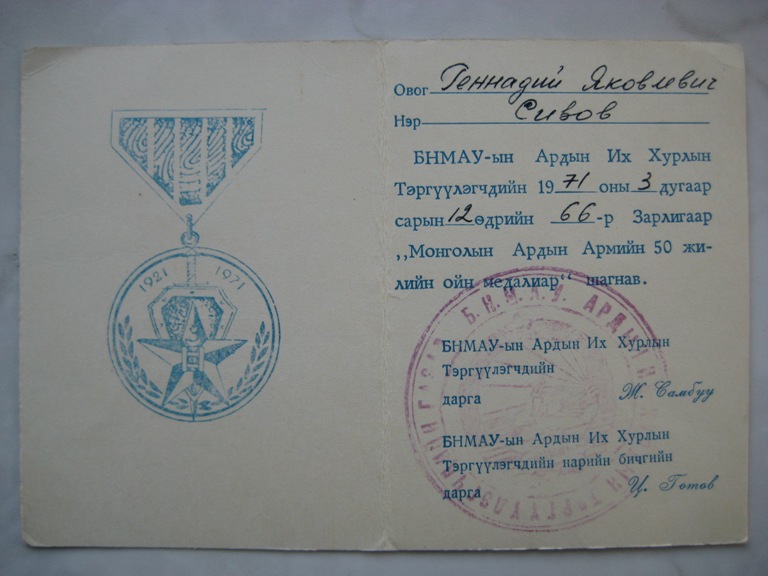 1921 1971
Овог Геннадий Яковлевич
Нэр Сивов
БНМАУ-ын Ардын Их Хурлын
Тэргүүлэгчдийн 1971 оны 3 дугаар
сарын 12 өдрийн 66-р Зарлигаар
„Монголын Ардын Армийн 50 жи-
лийн ойн медалиар“ шагнав.
БНМАУ-ын Ардын Их Хурлын
Тэргүүлэгчдийн
дарга Ж. Самбуу
БНМАУ-ын Ардын Их Хурлын
Тэргүүлэгчдийн нарийн бичгийн
дарга Ц. Готов
Б.Н.М.А.У. АРДЫН